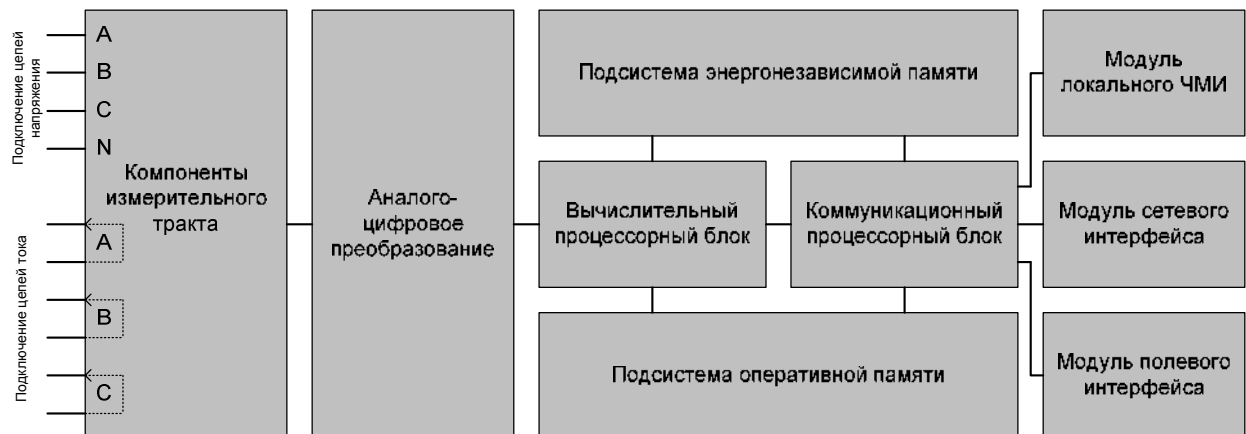 Подключение цепей
напряжения
A
B
C
N
Подключение цепей тока
A
B
C
Компоненты
измерительного
тракта
Аналого-
цифровое
преобразование
Подсистема энергонезависимой памяти
Вычислительный
процессорный блок
Коммуникационный
процессорный блок
Подсистема оперативной памяти
Модуль
локального ЧМИ
Модуль сетевого
интерфейса
Модуль полевого
интерфейса